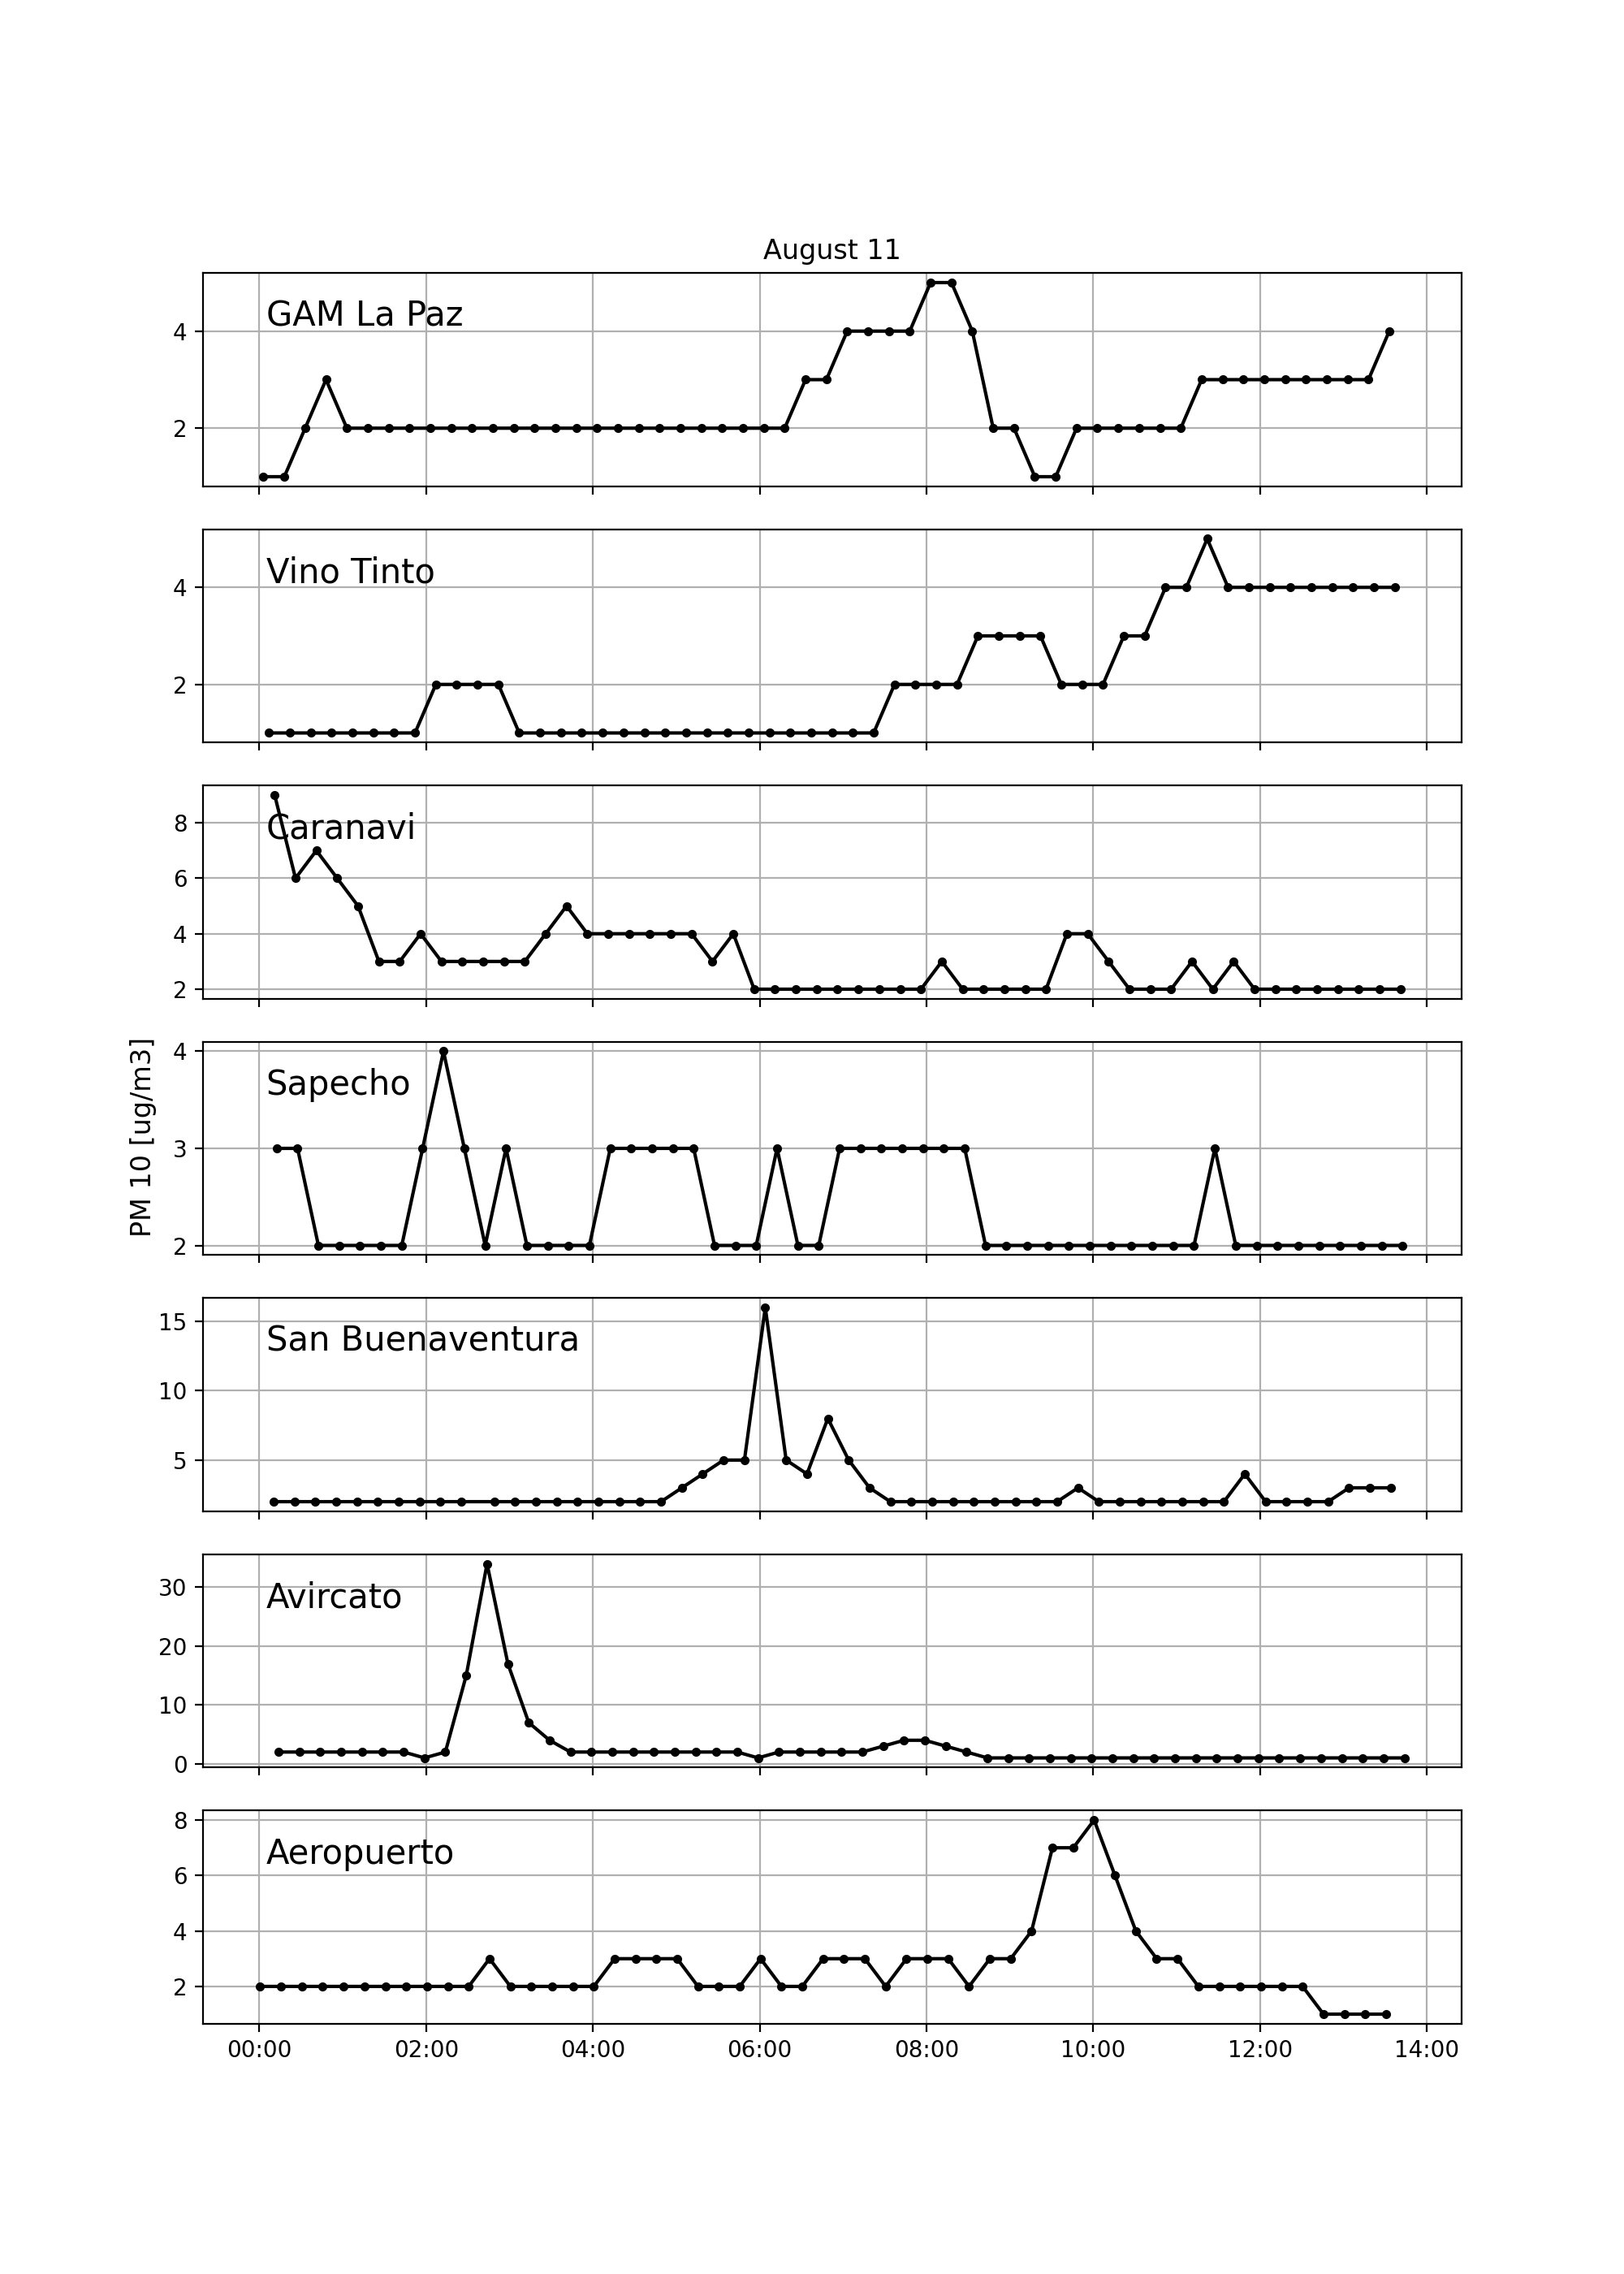 August 11
GAM La Paz
4
2
Vino Tinto
4
2
Caranavi
8
6
4
2
PM 10 [ug/m3]
Sapecho
4
3
2
San Buenaventura
15
10
5
Avircato
30
20
10
0
Aeropuerto
8
6
4
2
00:00 02:00 04:00 06:00 08:00 10:00 12:00 14:00